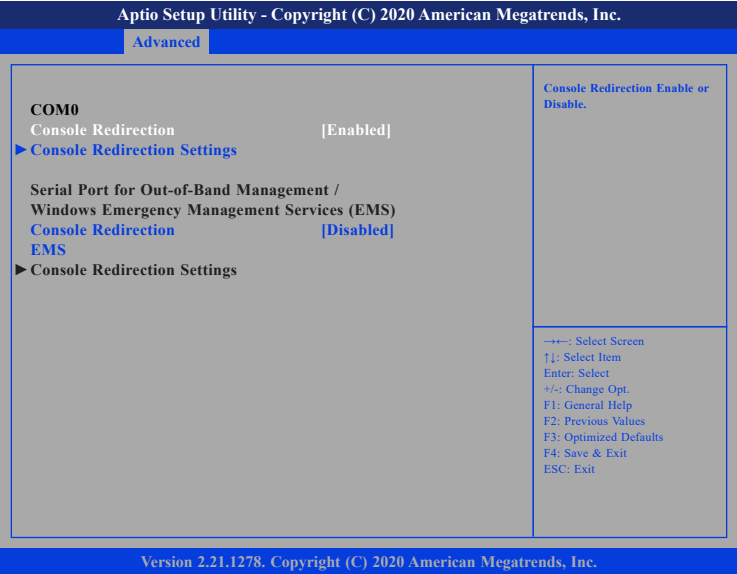 Aptio Setup Utility - Copyright (C) 2020 American Megatrends, Inc.
Advanced
COM0
Console Redirection [Enabled]
►Console Redirection Settings
Serial Port for Out-of-Band Management /
Windows Emergency Management Services (EMS)
Console Redirection [Disabled]
EMS
►Console Redirection Settings
Console Redirection Enable or
Disable.
→←: Select Screen
↑↓: Select Item
Enter: Select
+/-: Change Opt.
F1: General Help
F2: Previous Values
F3: Optimized Defaults
F4: Save & Exit
ESC: Exit
Version 2.21.1278. Copyright (C) 2020 American Megatrends, Inc.